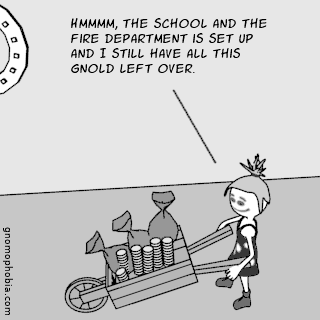 HMMMM, THE SCHOOL AND THE
FIRE DEPARTMENT IS SET UP
AND I STILL HAVE ALL THIS
GNOLD LEFT OVER.
gnomophobia.com